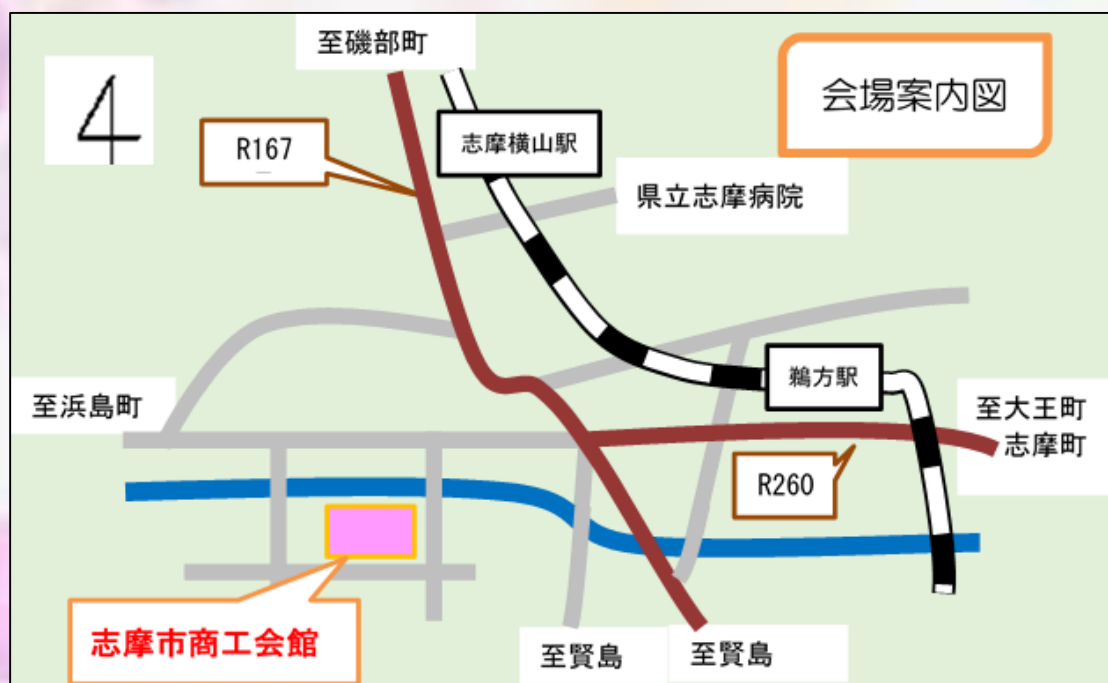 至磯部町
会場案内図
R167
志摩横山駅
県立志摩病院
鵜方駅
至浜島町
至大王町
志摩町
R260
志摩市商工会館
至賢島
至賢島